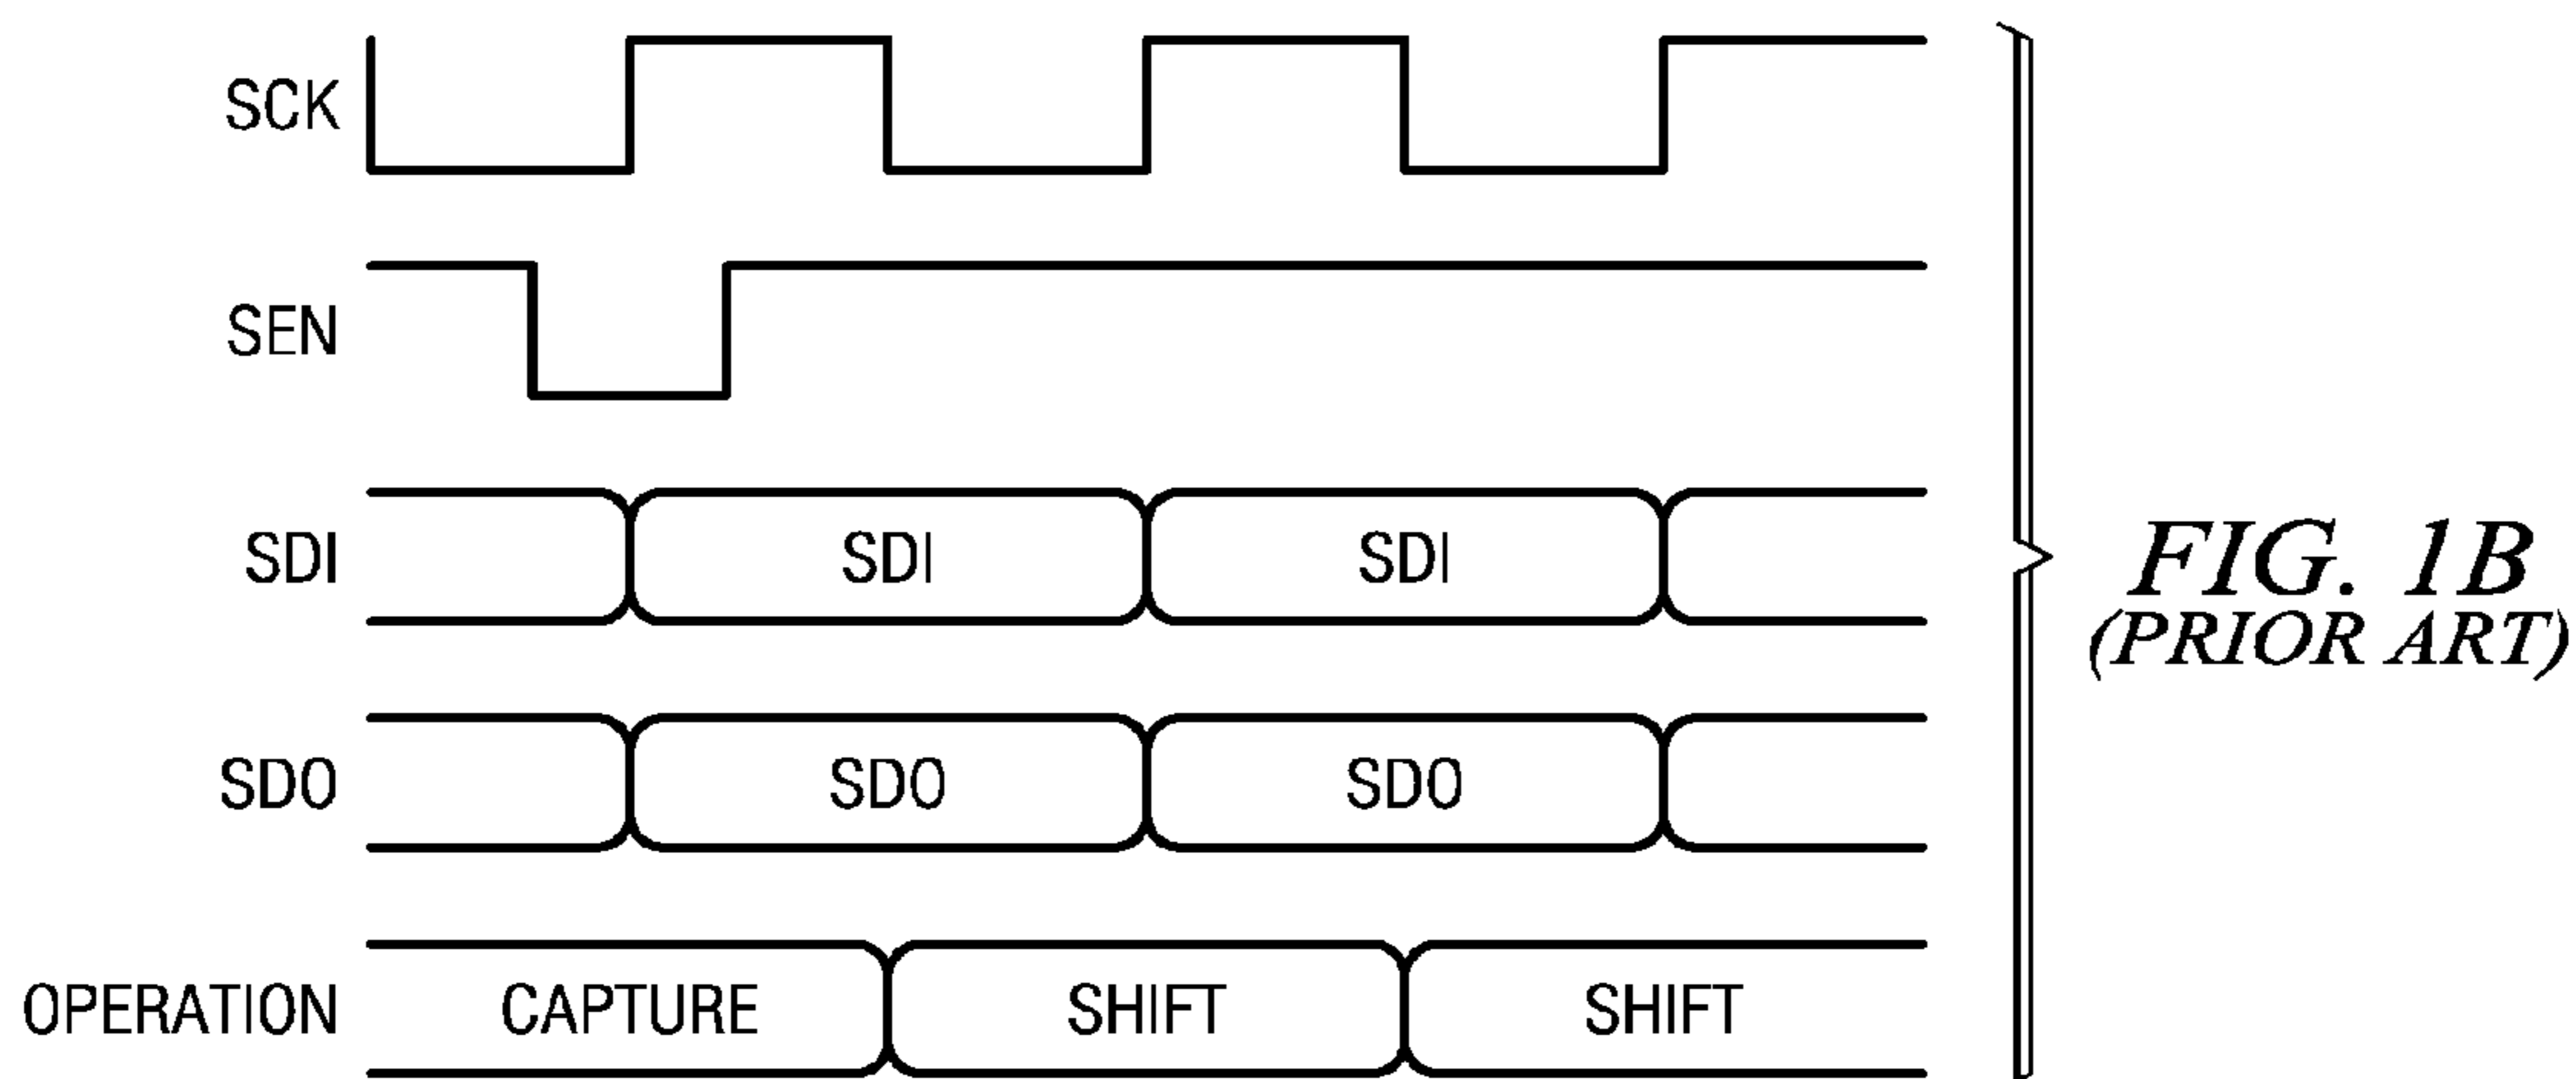 SCK
SEN
SDI SDI SDI
SDO SDO SDO
OPERATION CAPTURE SHIFT SHIFT
FIG. 1B
(PRIOR ART)